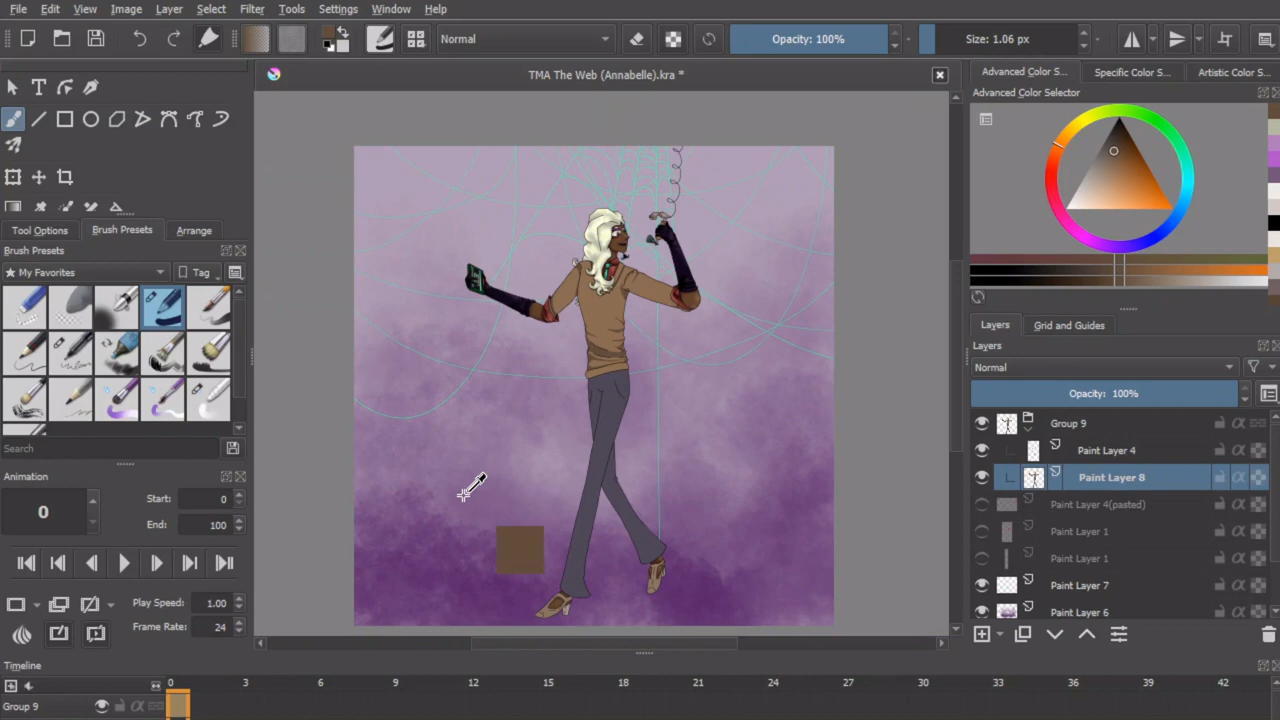 File Edit View Image Layer Select Filter Tools Settings Window Help
Normal Opacity: 100% Size: 1.06 px
TMA The Web (Annabelle).kra *
Tool Options Brush Presets Arrange
Brush Presets
My Favorites Tag
Search
Animation
0 Start: 0
End: 100
Play Speed: 1.00
Frame Rate: 24
Advanced Color S... Specific Color S... Artistic Color S...
Advanced Color Selector
Layers Grid and Guides
Layers
Normal
Opacity: 100%
Group 9
Paint Layer 4
Paint Layer 8
Paint Layer 4(pasted)
Paint Layer 1
Paint Layer 1
Paint Layer 7
Paint Layer 6
Timeline
0 3 6 9 12 15 18 21 24 27 30 33 36 39 42
Group 9